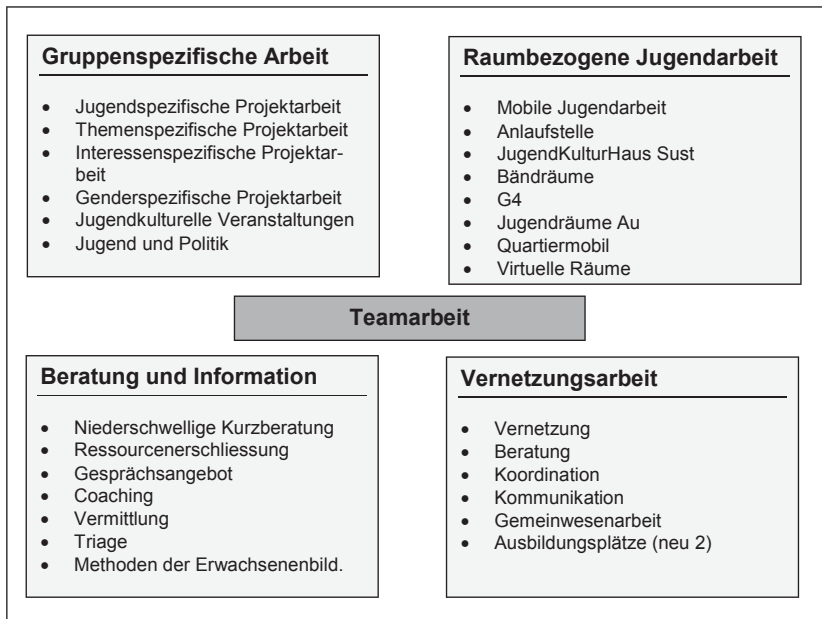 Gruppenspezifische Arbeit
• Jugendspezifische Projektarbeit
• Themenspezifische Projektarbeit
• Interessenspezifische Projektar-
beit
• Genderspezifische Projektarbeit
• Jugendkulturelle Veranstaltungen
• Jugend und Politik
Raumbezogene Jugendarbeit
• Mobile Jugendarbeit
• Anlaufstelle
• JugendKulturHaus Sust
• Bändräume
• G4
• Jugendräume Au
• Quartiermobil
• Virtuelle Räume
Teamarbeit
Beratung und Information
• Niederschwellige Kurzberatung
• Ressourcenerschliessung
• Gesprächsangebot
• Coaching
• Vermittlung
• Triage
• Methoden der Erwachsenenbild.
Vernetzungsarbeit
• Vernetzung
• Beratung
• Koordination
• Kommunikation
• Gemeinwesenarbeit
• Ausbildungsplätze (neu 2)